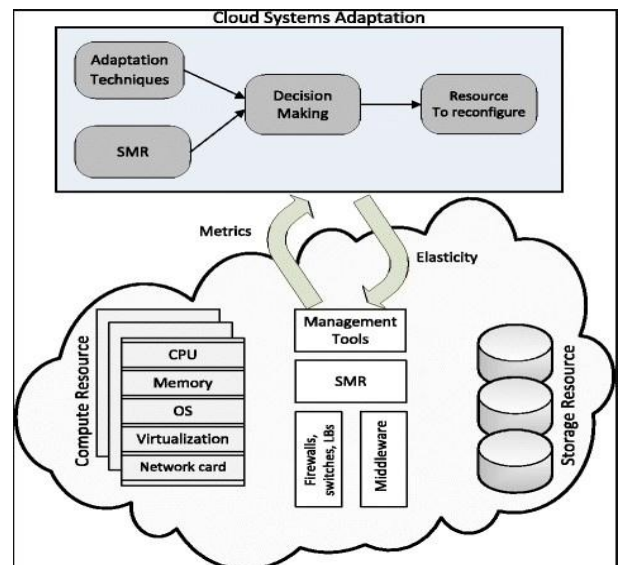 Cloud Systems Adaptation
Adaptation
Techniques
SMR
Decision
Making
Resource
To reconfigure
Metrics
Elasticity
Compute Resource
CPU
Memory
OS
Virtualization
Network card
Management
Tools
SMR
Firewalls,
switches, LBs
Middleware
Storage Resource